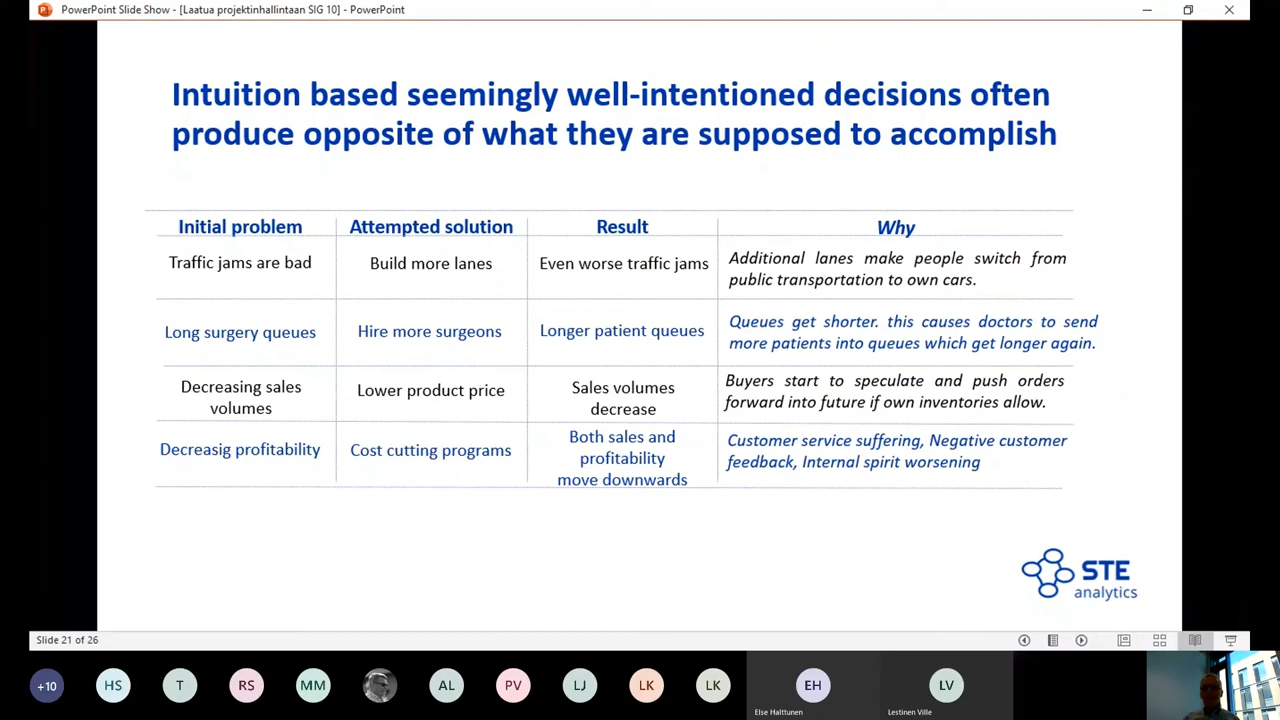 PowerPoint Slide Show - [Laatua projektinhallintaan SIG 10] - PowerPoint
Intuition based seemingly well-intentioned decisions often
produce opposite of what they are supposed to accomplish
Initial problem
Attempted solution
Result
Why
Traffic jams are bad
Build more lanes
Even worse traffic jams
Additional lanes make people switch from
public transportation to own cars.
Long surgery queues
Hire more surgeons
Longer patient queues
Queues get shorter. this causes doctors to send
more patients into queues which get longer again.
Decreasing sales
volumes
Lower product price
Sales volumes
decrease
Buyers start to speculate and push orders
forward into future if own inventories allow.
Decreasig profitability
Cost cutting programs
Both sales and
profitability
move downwards
Customer service suffering, Negative customer
feedback, Internal spirit worsening
STE
analytics
Slide 21 of 26
+10
HS
T
RS
MM
AL
PV
LJ
LK
LK
EH
LV
Else Halttunen
Lestinen Ville